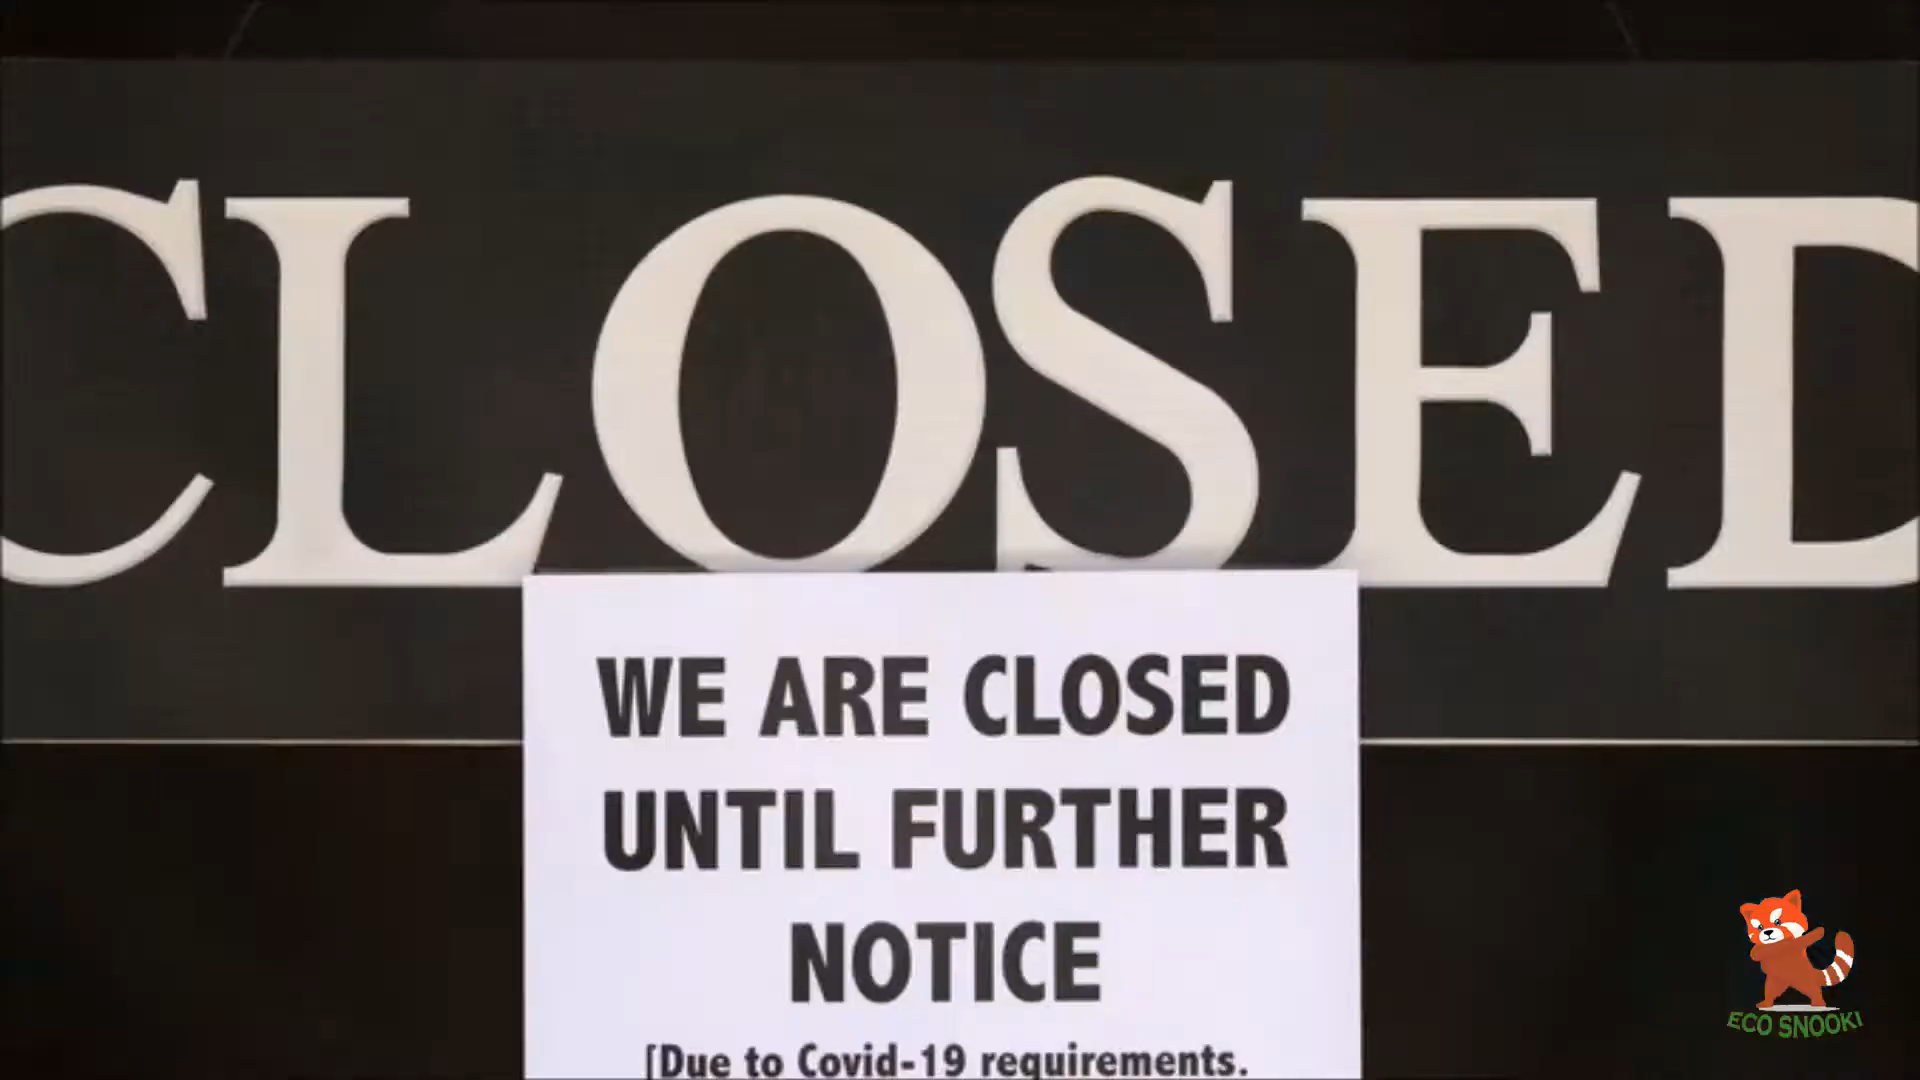 CLOSED
WE ARE CLOSED
UNTIL FURTHER
NOTICE
[Due to Covid-19 requirements.
ECO SNOOKI